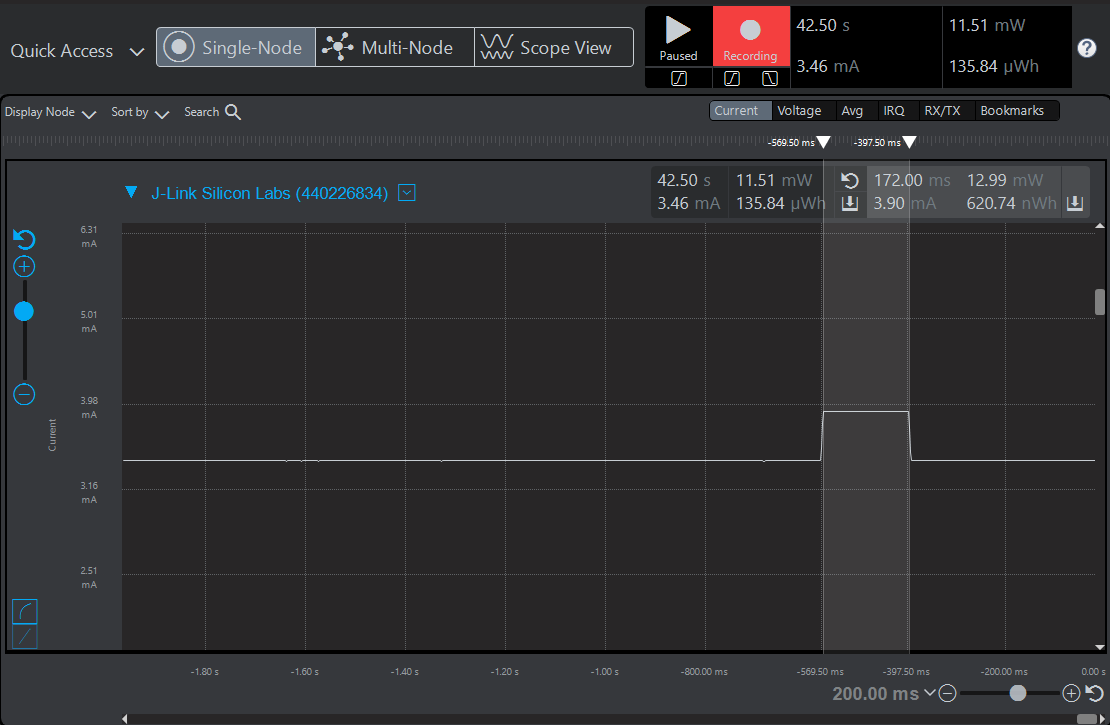 Quick Access
Single-Node
Multi-Node
Scope View
Paused
Recording
42.50 s
3.46 mA
11.51 mW
135.84 µWh
?
Display Node
Sort by
Search
Current
Voltage
Avg
IRQ
RX/TX
Bookmarks
-569.50 ms
-397.50 ms
J-Link Silicon Labs (440226834)
42.50 s
3.46 mA
11.51 mW
135.84 µWh
172.00 ms
3.90 mA
12.99 mW
620.74 nWh
6.31
mA
5.01
mA
3.98
mA
3.16
mA
2.51
mA
Current
-1.80 s
-1.60 s
-1.40 s
-1.20 s
-1.00 s
-800.00 ms
-569.50 ms
-397.50 ms
-200.00 ms
0.00 s
200.00 ms